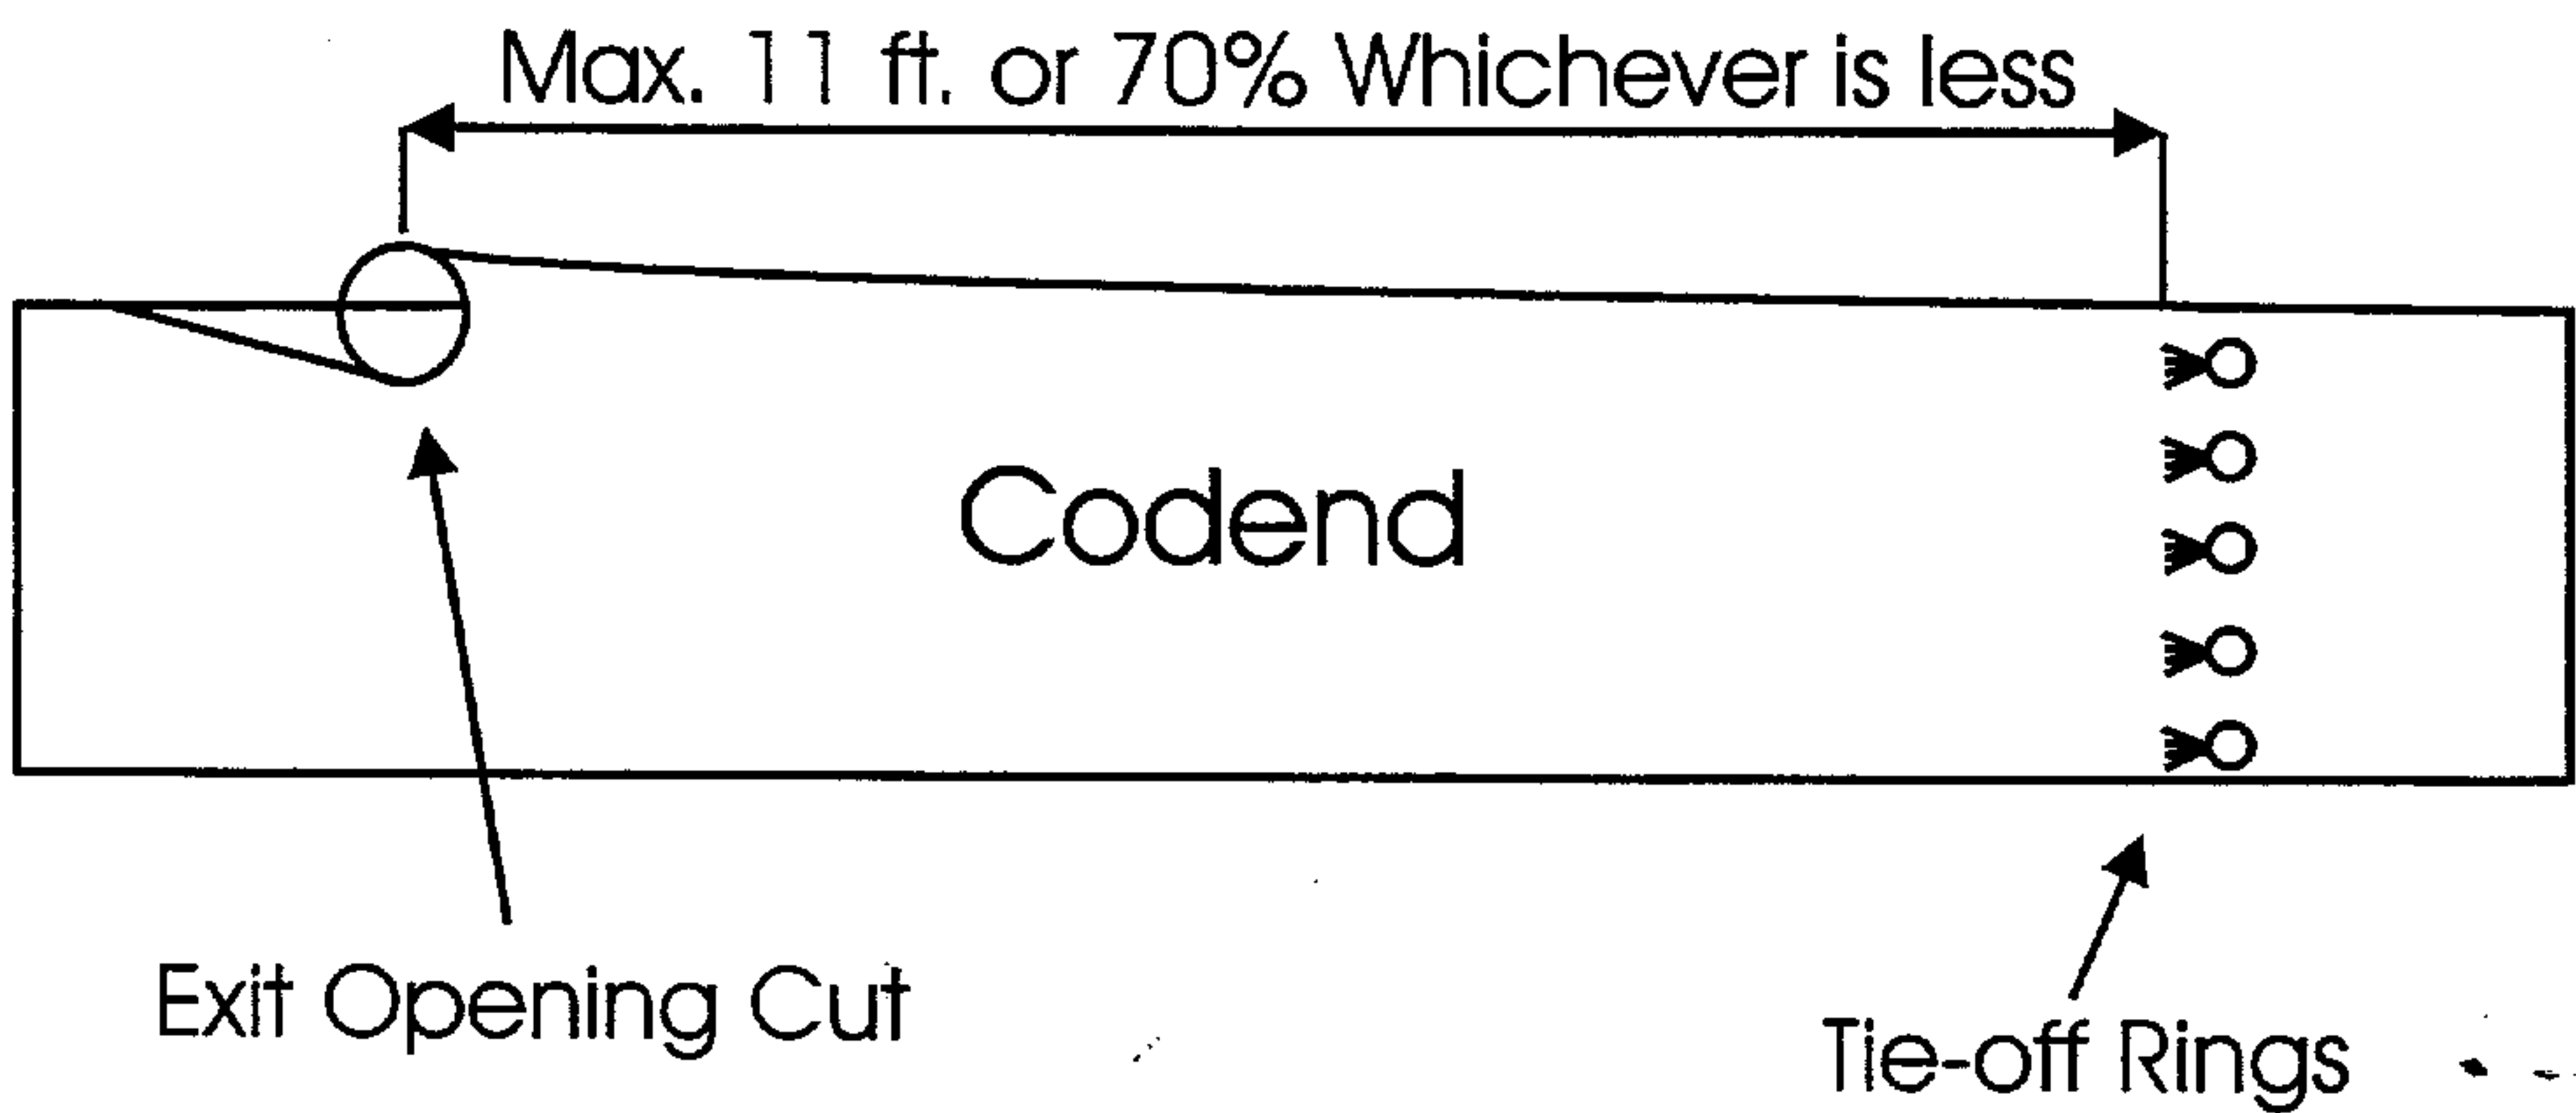 Max. 11 ft. or 70% Whichever is less
Codend
Exit Opening Cut
Tie-off Rings